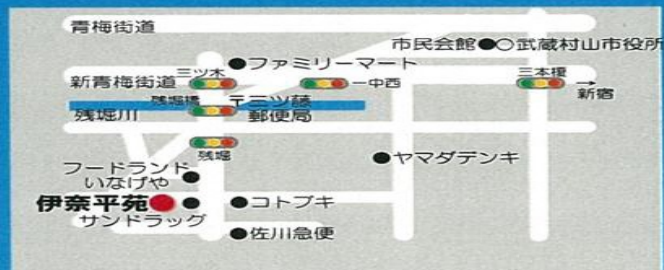 青梅街道
市民会館●○武蔵村山市役所
三ツ木
●ファミリーマート
三本榎
新青梅街道
一中西
→
新宿
残堀橋
〒三ツ藤
郵便局
残堀川
残堀
●ヤマダデンキ
フードランド
いなげや●
伊奈平苑●
●コトブキ
サンドラッグ
●佐川急便